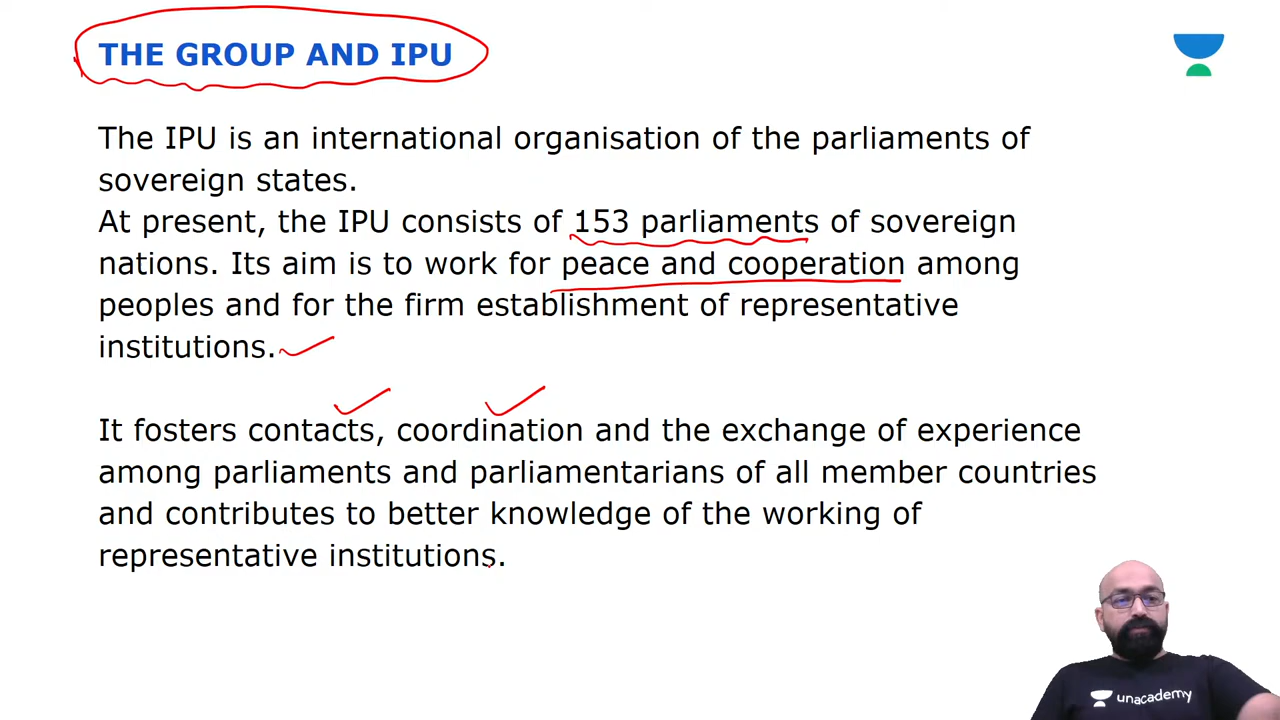 THE GROUP AND IPU
The IPU is an international organisation of the parliaments of
sovereign states.
At present, the IPU consists of 153 parliaments of sovereign
nations. Its aim is to work for peace and cooperation among
peoples and for the firm establishment of representative
institutions.
It fosters contacts, coordination and the exchange of experience
among parliaments and parliamentarians of all member countries
and contributes to better knowledge of the working of
representative institutions.
unacademy